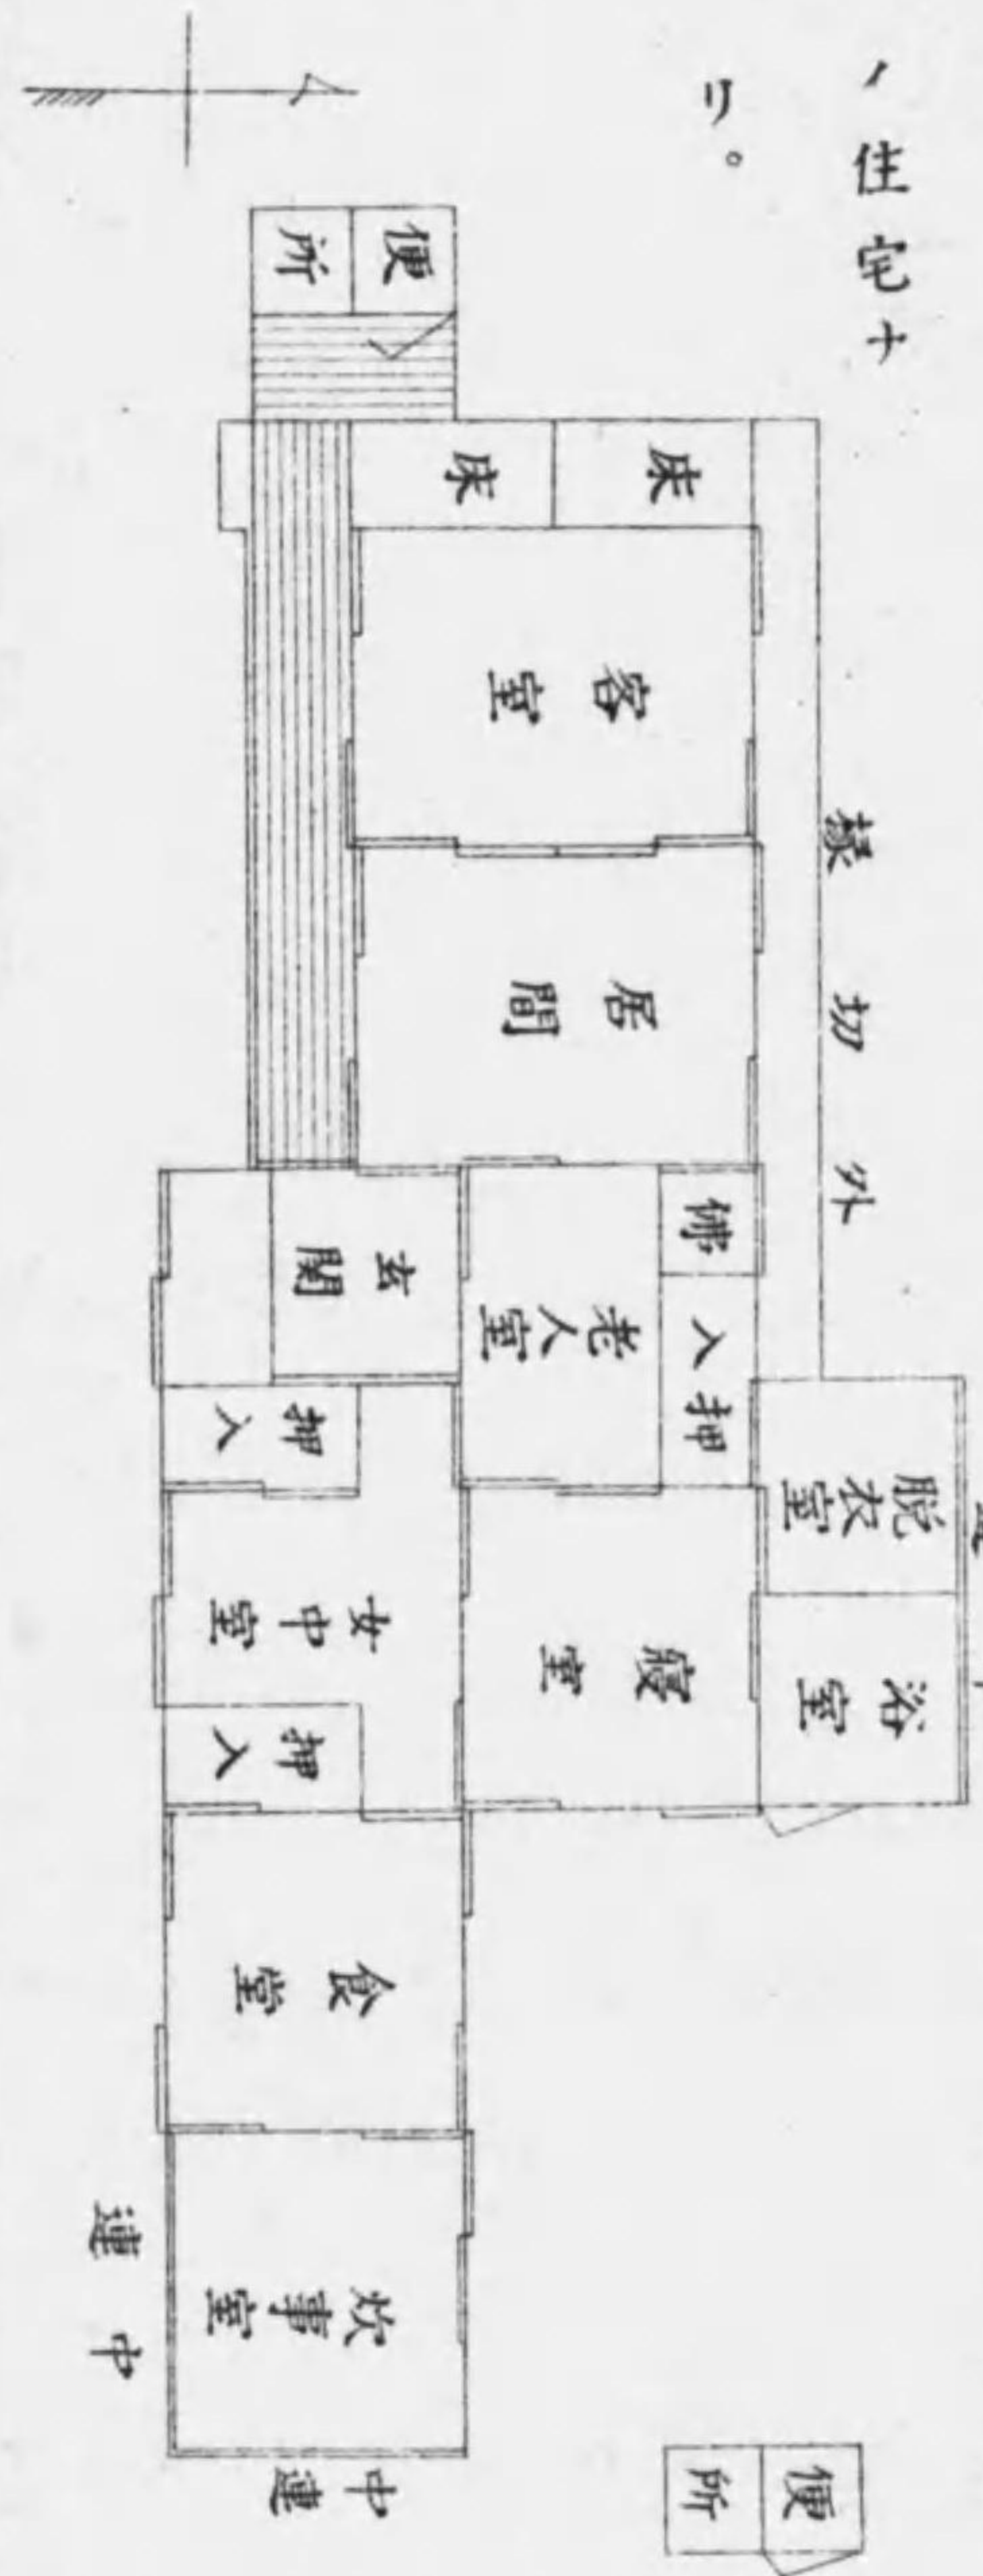 ノ住宅ナ
リ。
便所
床
床
客室
居間
外切縁
佛
押入
老人室
玄関
押入
脱衣室
浴室
寝室
女中室
押入
食堂
炊事室
中連
中連
便所